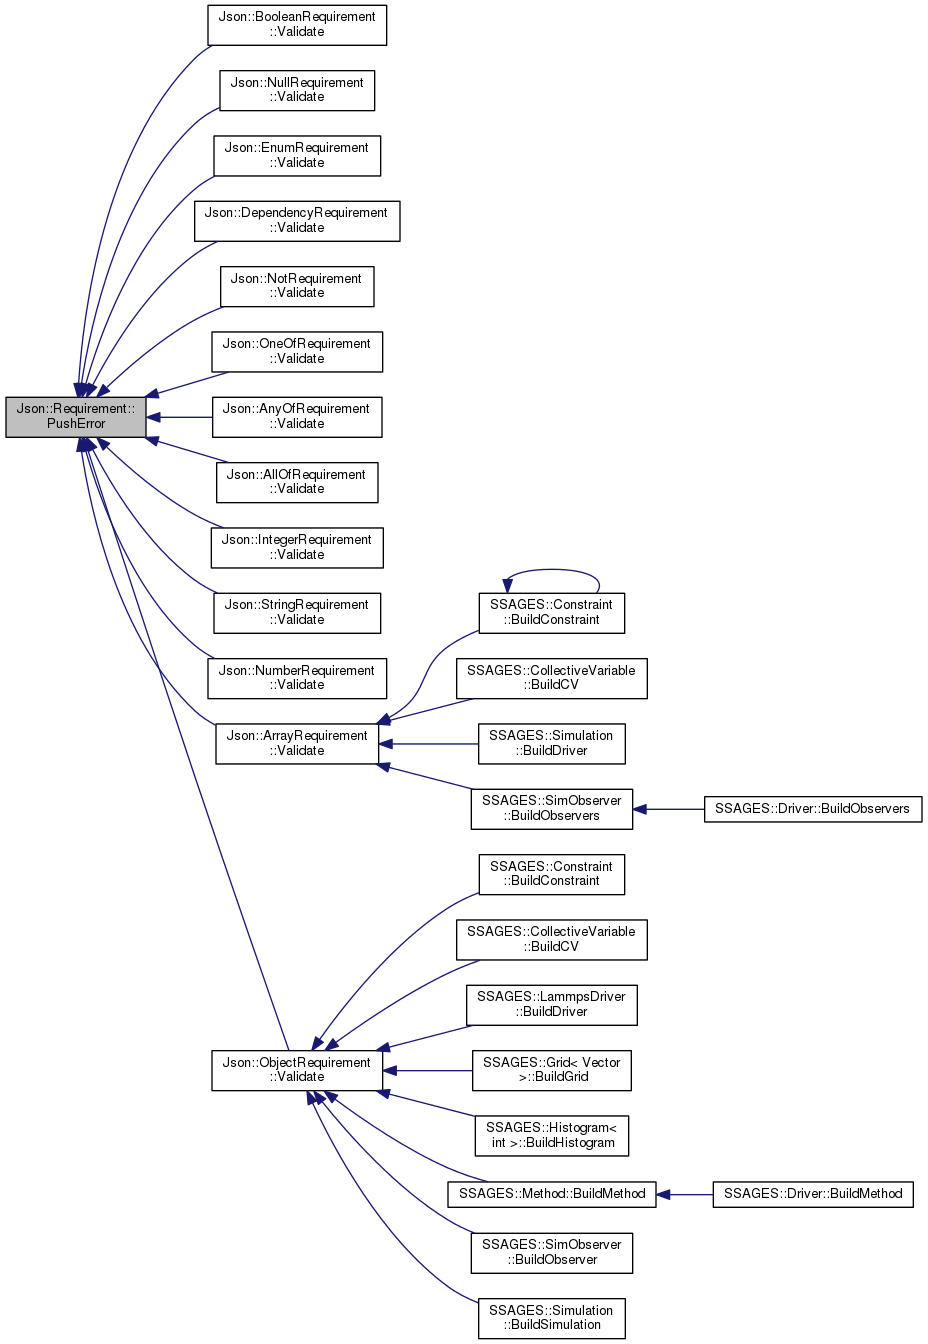 Json::BooleanRequirement
::Validate
Json::NullRequirement
::Validate
Json::EnumRequirement
::Validate
Json::DependencyRequirement
::Validate
Json::NotRequirement
::Validate
Json::OneOfRequirement
::Validate
Json::Requirement::
PushError
Json::AnyOfRequirement
::Validate
Json::AllOfRequirement
::Validate
Json::IntegerRequirement
::Validate
Json::StringRequirement
::Validate
SSAGES::Constraint
::BuildConstraint
Json::NumberRequirement
::Validate
SSAGES::CollectiveVariable
::BuildCV
Json::ArrayRequirement
::Validate
SSAGES::Simulation
::BuildDriver
SSAGES::SimObserver
::BuildObservers
SSAGES::Driver::BuildObservers
SSAGES::Constraint
::BuildConstraint
SSAGES::CollectiveVariable
::BuildCV
SSAGES::LammpsDriver
::BuildDriver
Json::ObjectRequirement
::Validate
SSAGES::Grid< Vector
>::BuildGrid
SSAGES::Histogram<
int >::BuildHistogram
SSAGES::Method::BuildMethod
SSAGES::Driver::BuildMethod
SSAGES::SimObserver
::BuildObserver
SSAGES::Simulation
::BuildSimulation